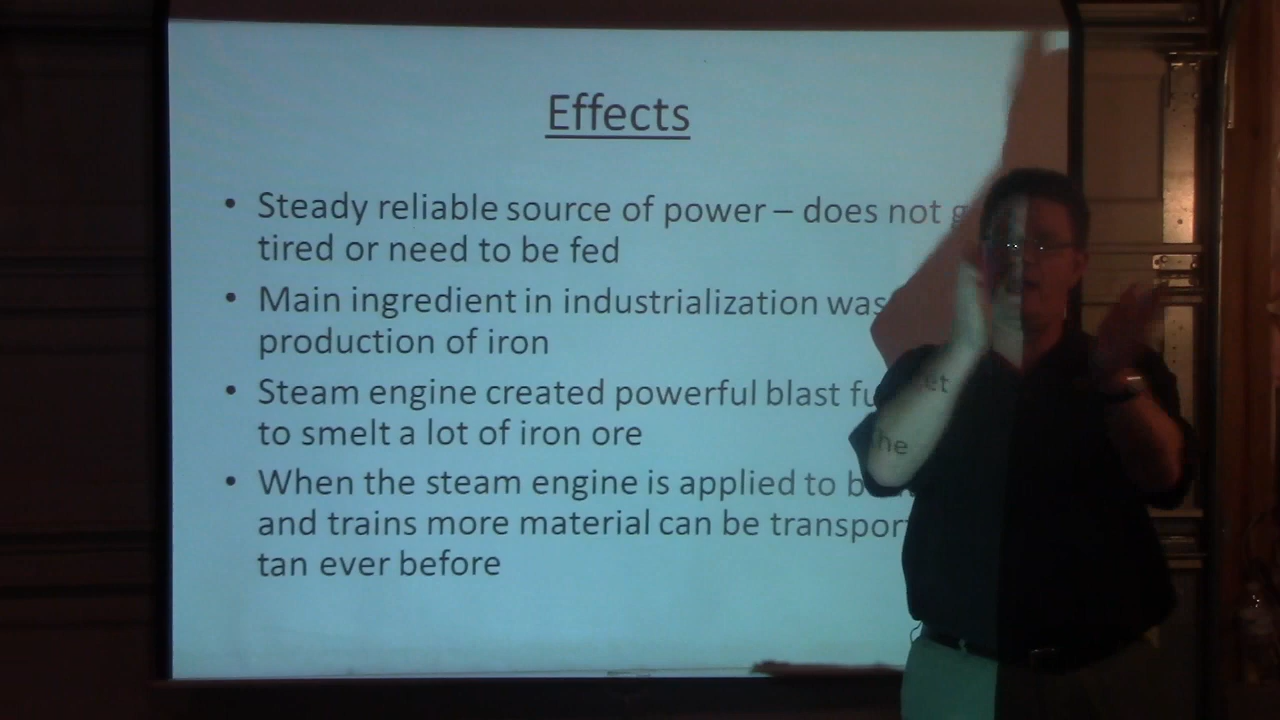 Effects
• Steady reliable source of power – does not
tired or need to be fed
• Main ingredient in industrialization was
production of iron
• Steam engine created powerful blast
to smelt a lot of iron ore
• When the steam engine is applied to
and trains more material can be
tan ever before